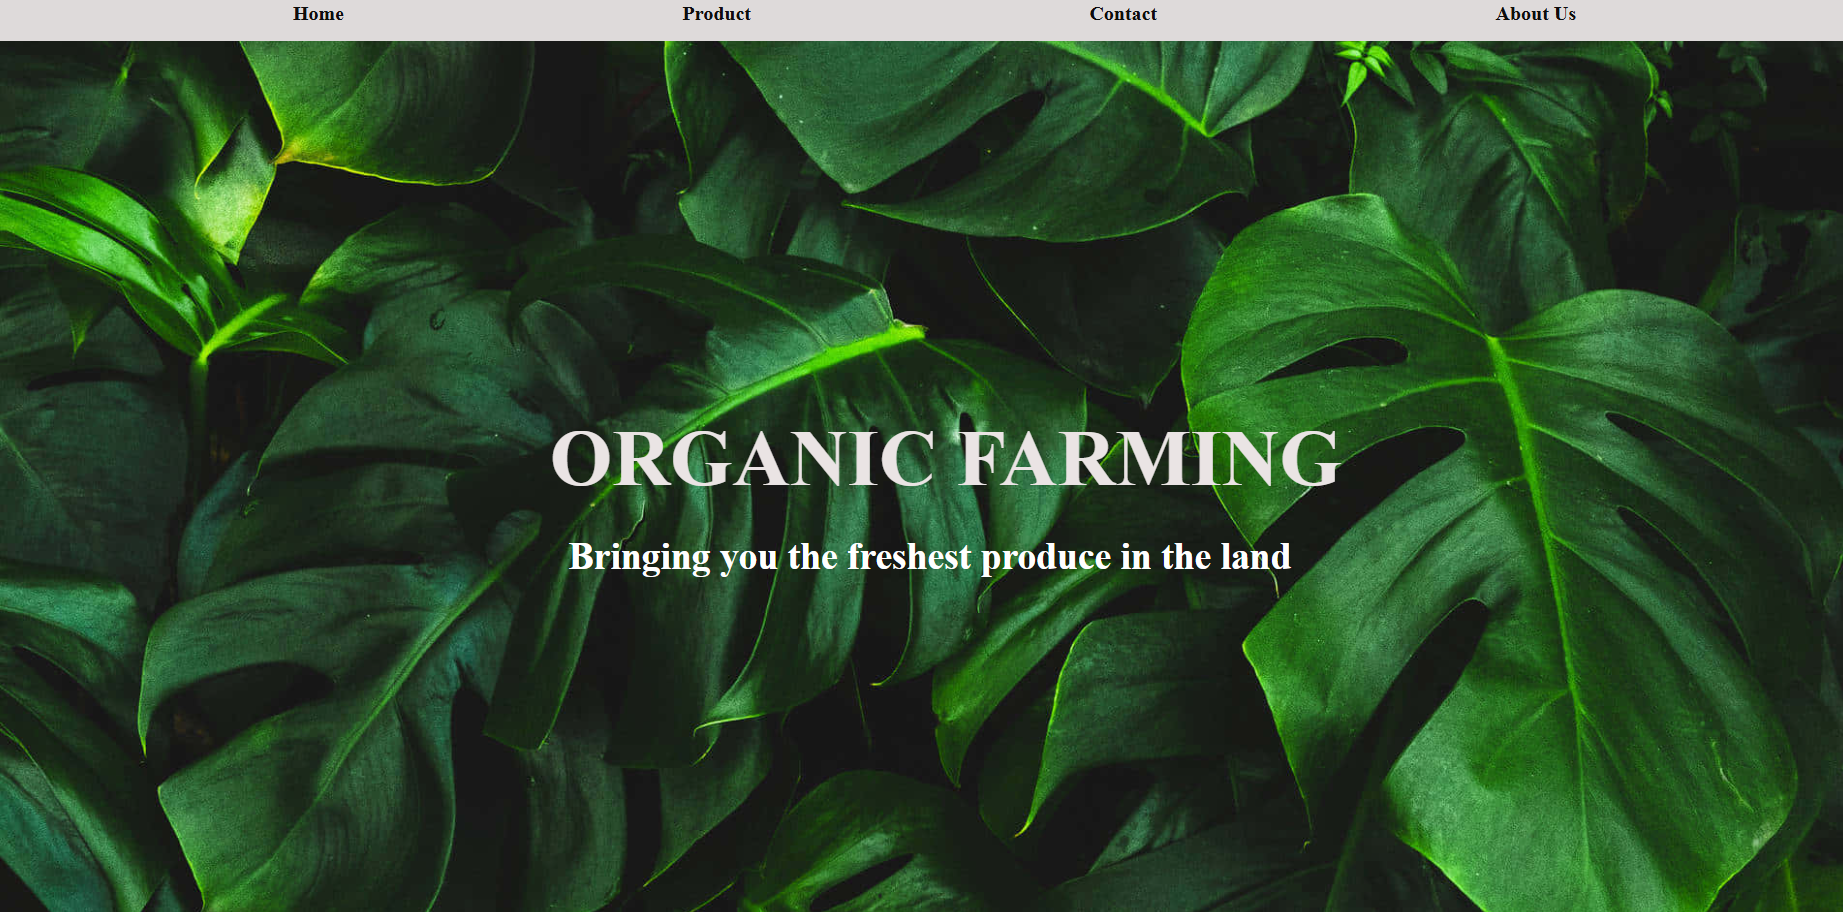 Home Product Contact About Us
ORGANIC FARMING
Bringing you the freshest produce in the land